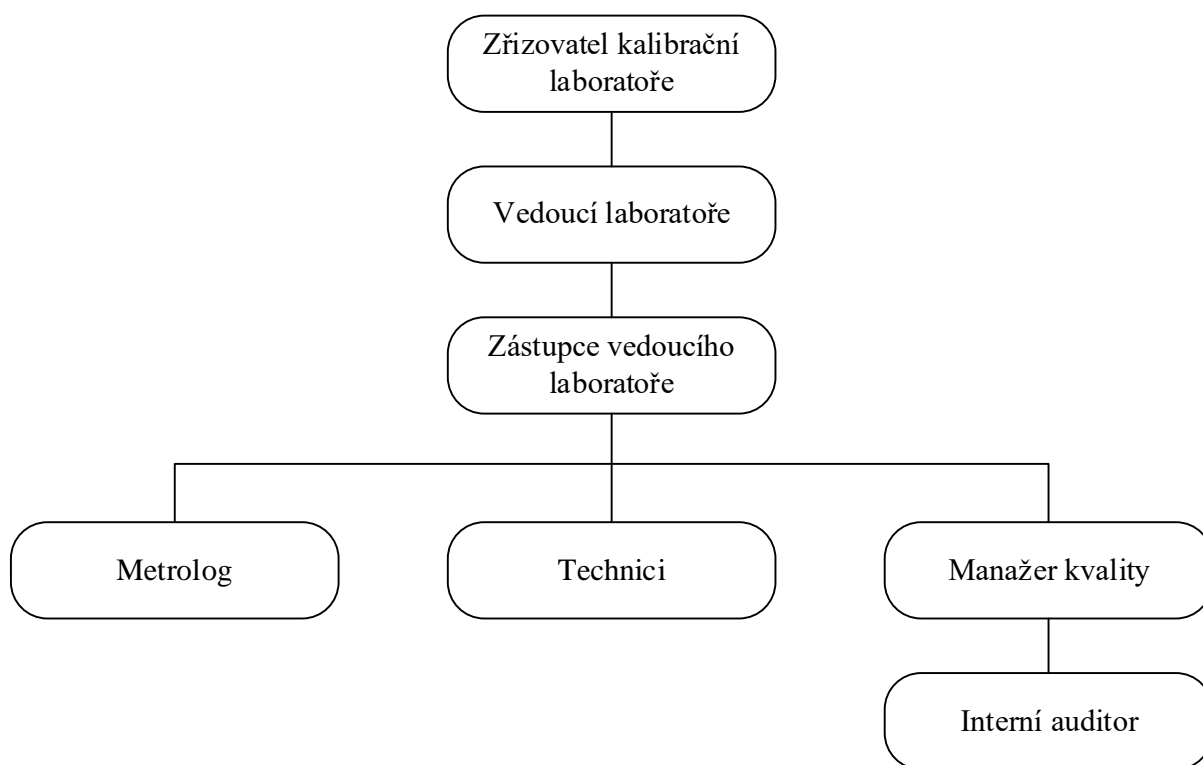 Zřizovatel kalibrační
laboratoře
Vedoucí laboratoře
Zástupce vedoucího
laboratoře
Metrolog
Technici
Manažer kvality
Interní auditor